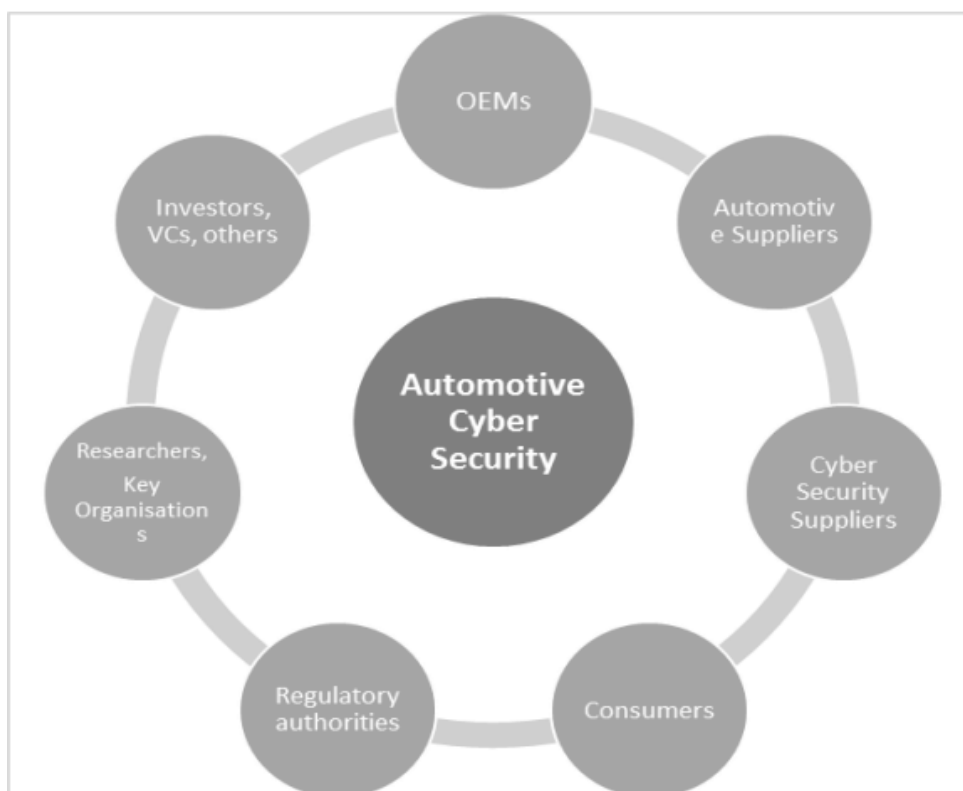 OEMs
Automotiv
e Suppliers
Cyber
Security
Suppliers
Consumers
Regulatory
authorities
Researchers,
Key
Organisation
s
Investors,
VCs, others
Automotive
Cyber
Security